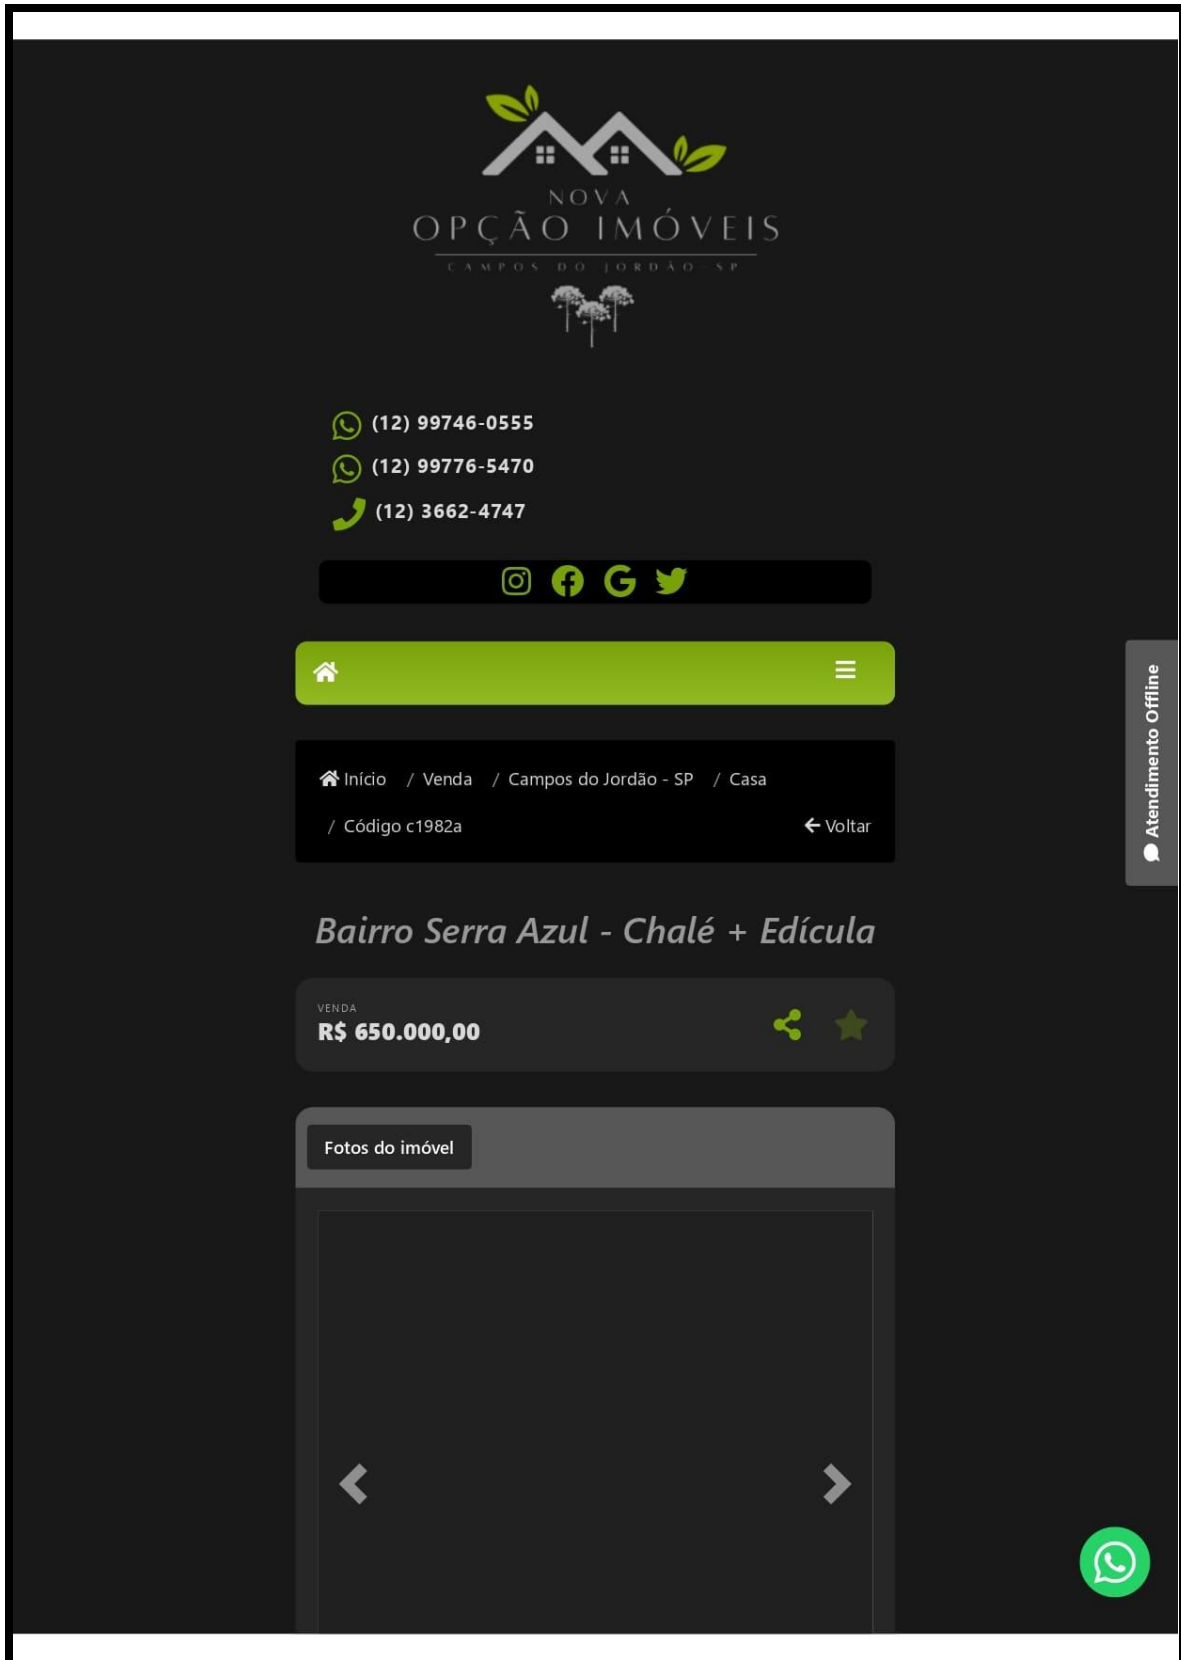 NOVA
OPÇÃO IMÓVEIS
CAMPOS DO JORDÃO-SP
(12) 99746-0555
(12) 99776-5470
(12) 3662-4747
Atendimento Offline
Início / Venda / Campos do Jordão - SP / Casa
/ Código c1982a Voltar
Bairro Serra Azul - Chalé + Edícula
VENDA
R$ 650.000,00
Fotos do imóvel